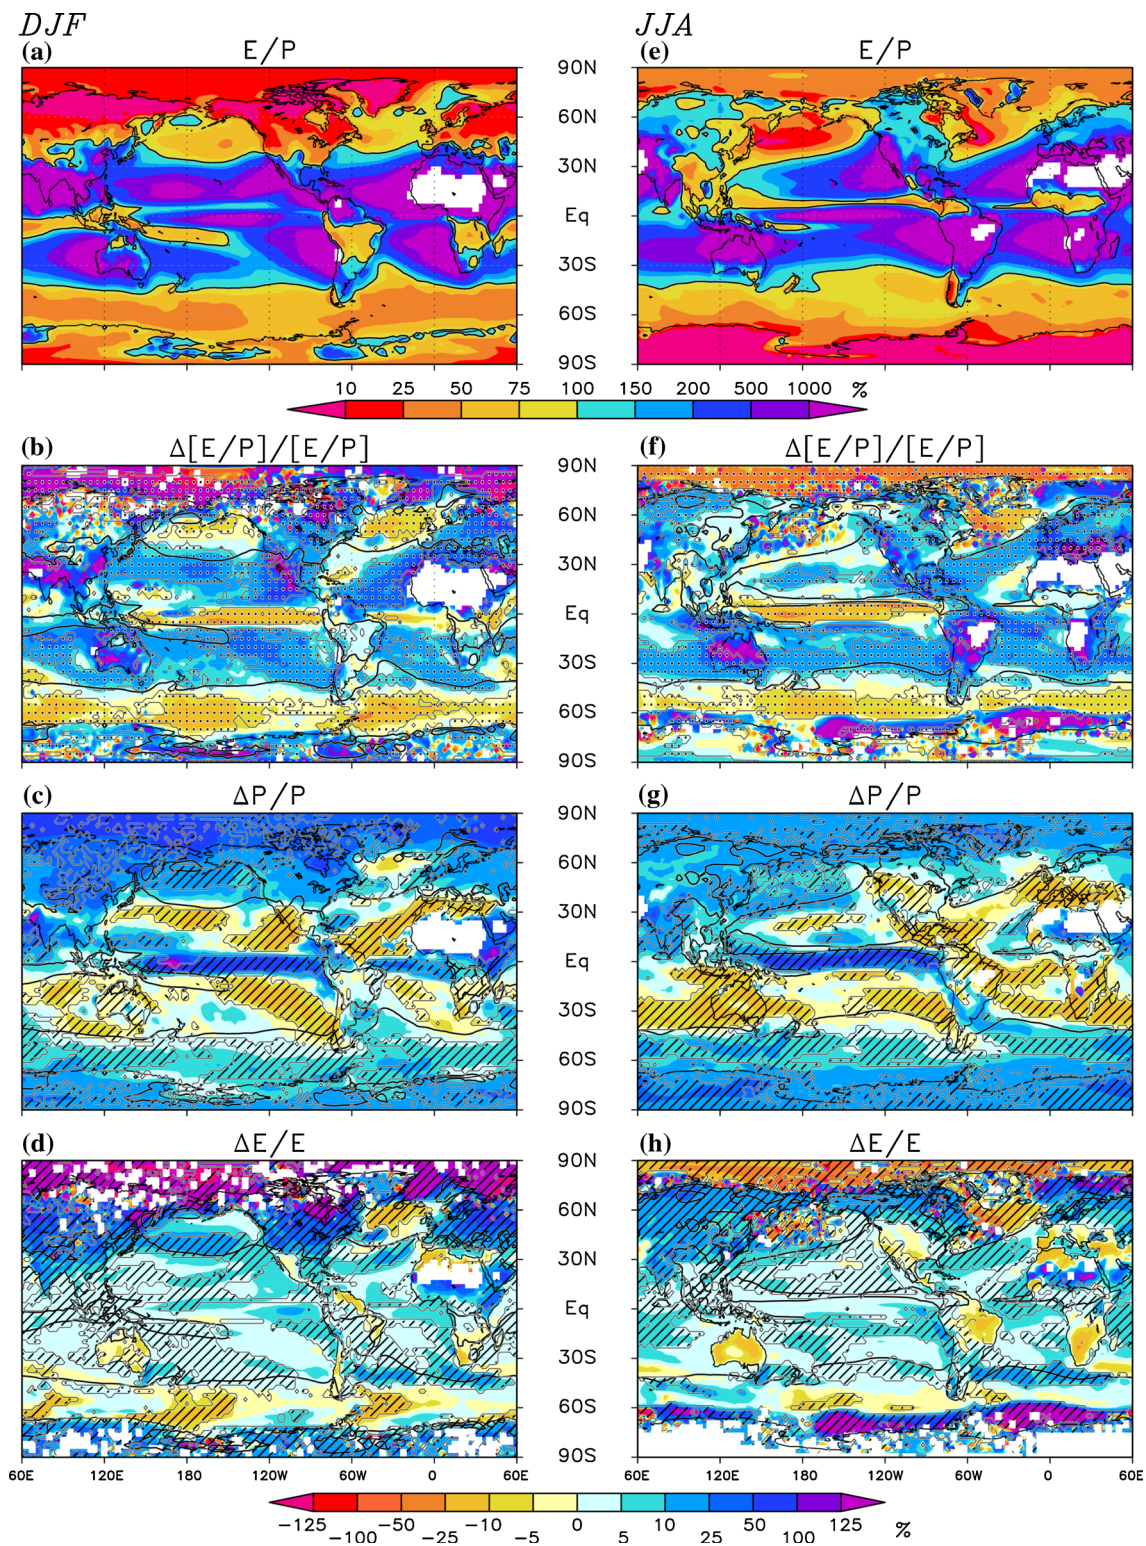 DJF
JJA
(a) E/P
(e) E/P
90N
60N
30N
Eq
30S
60S
90S
10 25 50 75 100 150 200 500 1000 %
(b) Δ[E/P]/[E/P]
(f) Δ[E/P]/[E/P]
90N
60N
30N
Eq
30S
60S
90S
(c) ΔP/P
(g) ΔP/P
90N
60N
30N
Eq
30S
60S
90S
(d) ΔE/E
(h) ΔE/E
90N
60N
30N
Eq
30S
60S
90S
60E 120E 180 120W 60W 0 60E
60E 120E 180 120W 60W 0 60E
−125 −50 −10 0 10 50 125 %
−100 −25 −5 5 25 100